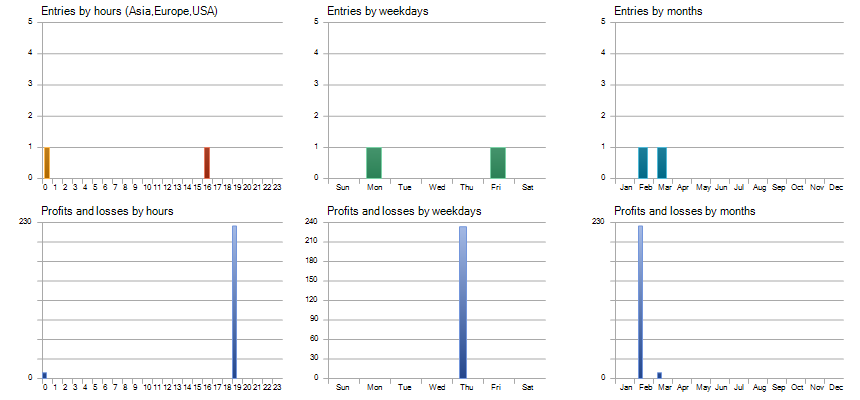 Entries by hours (Asia,Europe,USA)
5
4
3
2
1
0
0 1 2 3 4 5 6 7 8 9 10 11 12 13 14 15 16 17 18 19 20 21 22 23
Entries by weekdays
5
4
3
2
1
0
Sun Mon Tue Wed Thu Fri Sat
Entries by months
5
4
3
2
1
0
Jan Feb Mar Apr May Jun Jul Aug Sep Oct Nov Dec
Profits and losses by hours
230
0
0 1 2 3 4 5 6 7 8 9 10 11 12 13 14 15 16 17 18 19 20 21 22 23
Profits and losses by weekdays
240
210
180
150
120
90
60
30
0
Sun Mon Tue Wed Thu Fri Sat
Profits and losses by months
230
0
Jan Feb Mar Apr May Jun Jul Aug Sep Oct Nov Dec